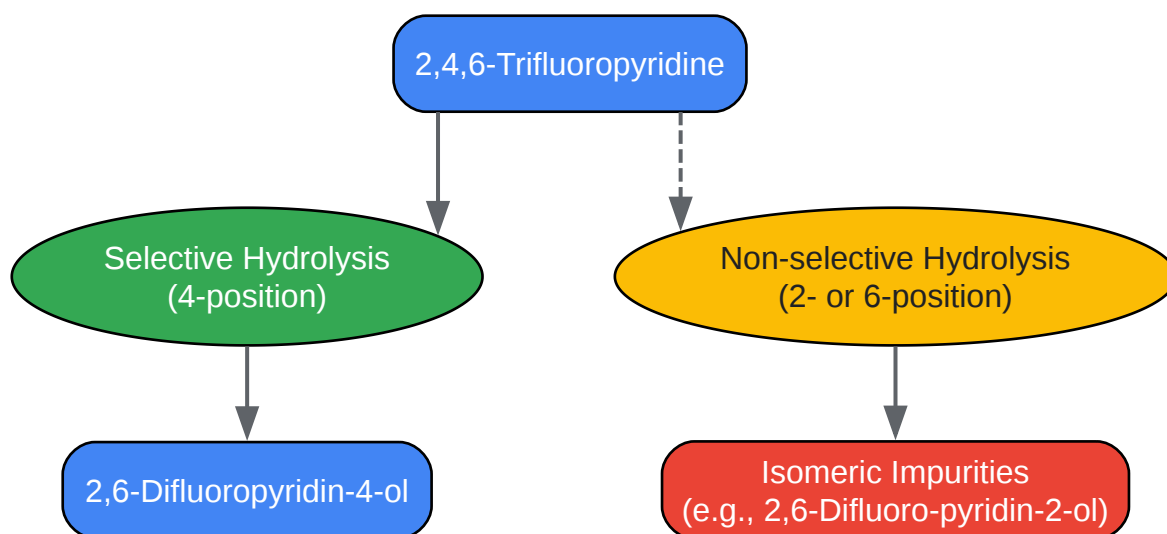 2,4,6-Trifluoropyridine
Selective Hydrolysis
(4-position)
Non-selective Hydrolysis
(2- or 6-position)
2,6-Difluoropyridin-4-ol
Isomeric Impurities
(e.g., 2,6-Difluoro-pyridin-2-ol)